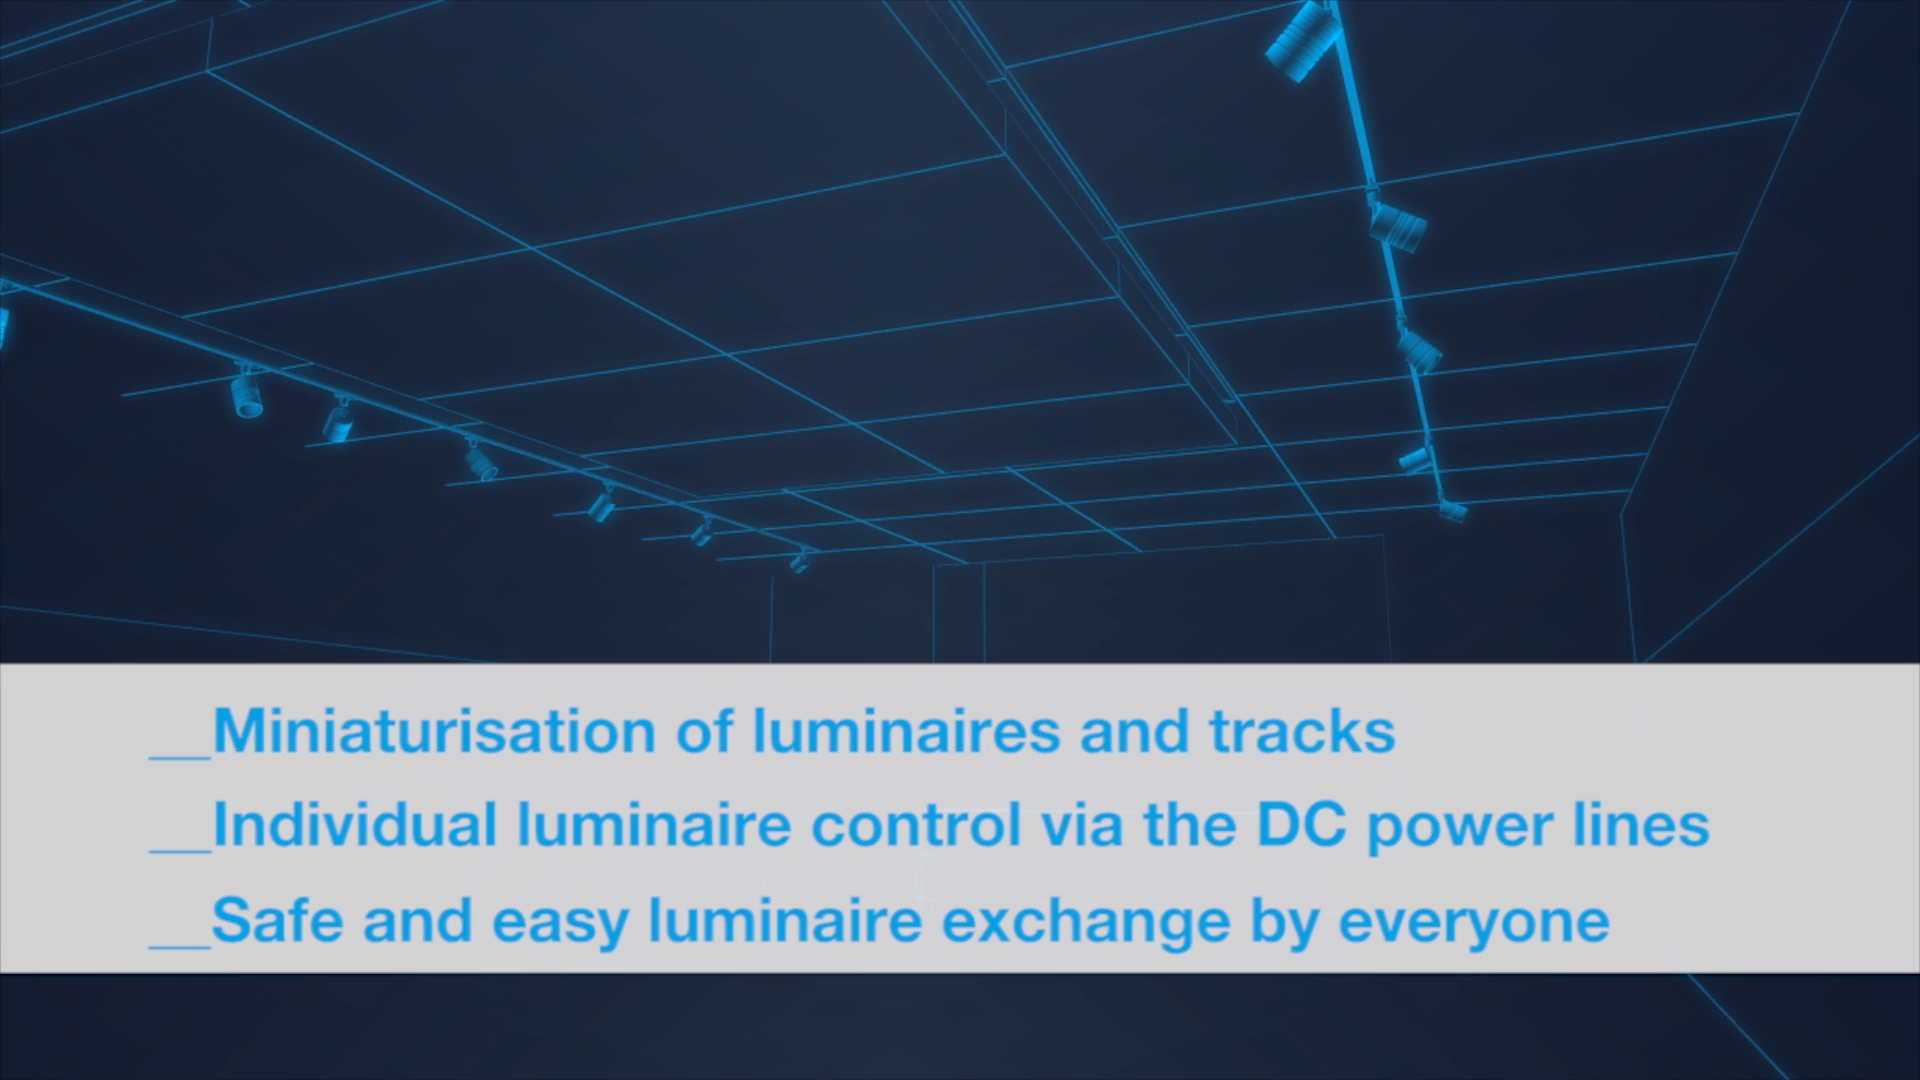 __Miniaturisation of luminaires and tracks
__Individual luminaire control via the DC power lines
__Safe and easy luminaire exchange by everyone